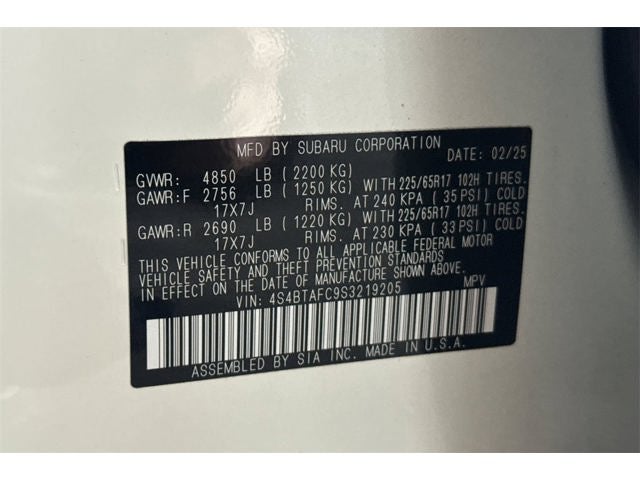 MFD BY SUBARU CORPORATION DATE: 02/25
GVWR: 4850 LB (2200 KG)
GAWR:F 2756 LB (1250 KG) WITH 225/65R17 102H TIRES.
17X7J RIMS. AT 240 KPA (35 PSI) COLD
GAWR:R 2690 LB (1220 KG) WITH 225/65R17 102H TIRES.
17X7J RIMS. AT 230 KPA (33 PSI) COLD
THIS VEHICLE CONFORMS TO ALL APPLICABLE FEDERAL MOTOR
VEHICLE SAFETY AND THEFT PREVENTION STANDARDS
IN EFFECT ON THE DATE OF MANUFACTURE SHOWN ABOVE.
VIN: 4S4BTAFC9S3219205 MPV
ASSEMBLED BY SIA INC. MADE IN U.S.A.